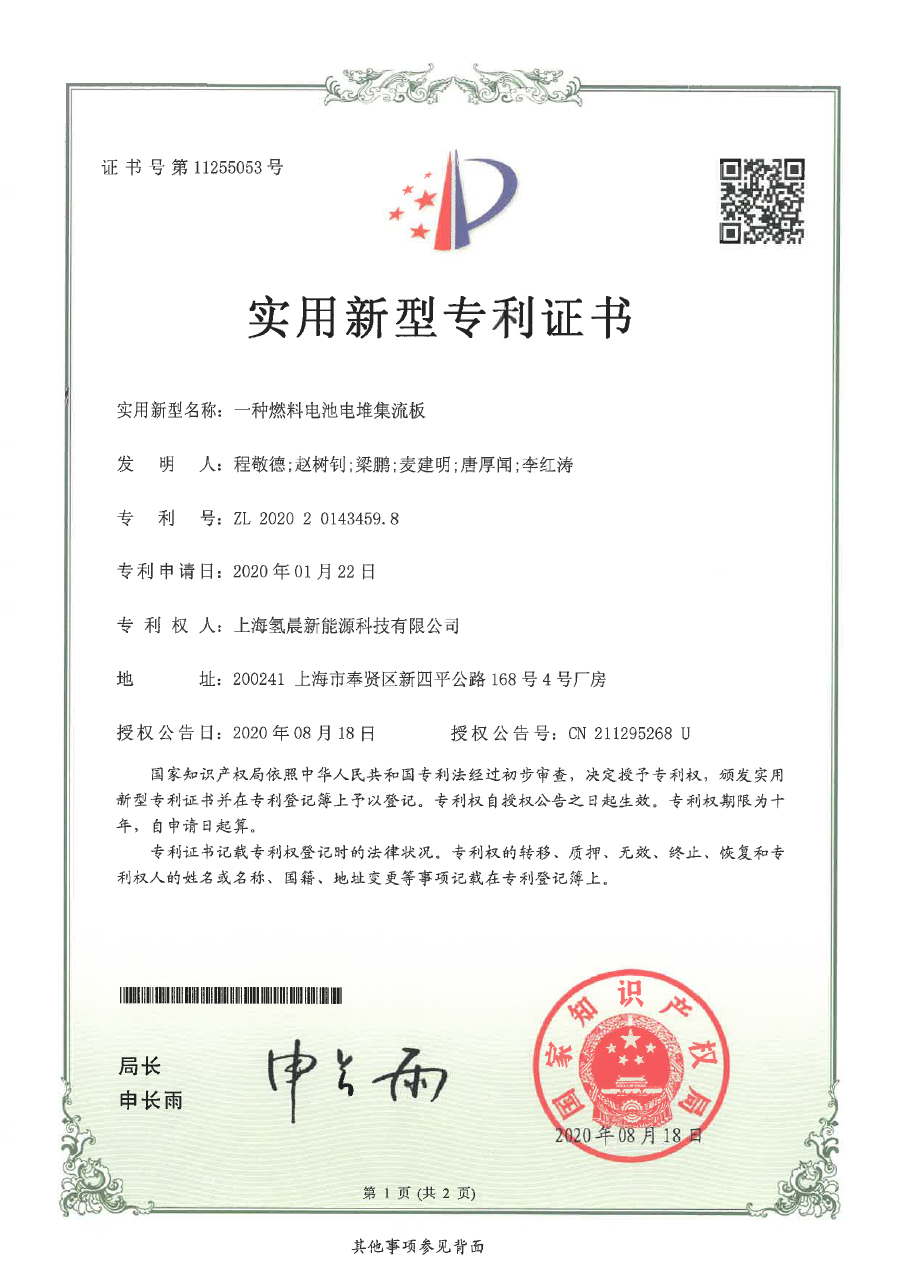 证书号第11255053号
实用新型专利证书
实用新型名称：一种燃料电池电堆集流板
发明人：程敬德;赵树钊;梁鹏;麦建明;唐厚闻;李红涛
专利号：ZL 2020 2 0143459.8
专利申请日：2020年01月22日
专利权人：上海氢晨新能源科技有限公司
地址：200241 上海市奉贤区新四平公路168号4号厂房
授权公告日：2020年08月18日 授权公告号：CN 211295268 U
国家知识产权局依照中华人民共和国专利法经过初步审查，决定授予专利权，颁发实用
新型专利证书并在专利登记簿上予以登记。专利权自授权公告之日起生效。专利权期限为十
年，自申请日起算。
专利证书记载专利权登记时的法律状况。专利权的转移、质押、无效、终止、恢复和专
利权人的姓名或名称、国籍、地址变更等事项记载在专利登记簿上。
局长
申长雨
申长雨
国家知识产权局
2020年08月18日
第 1 页 (共 2 页)
其他事项参见背面